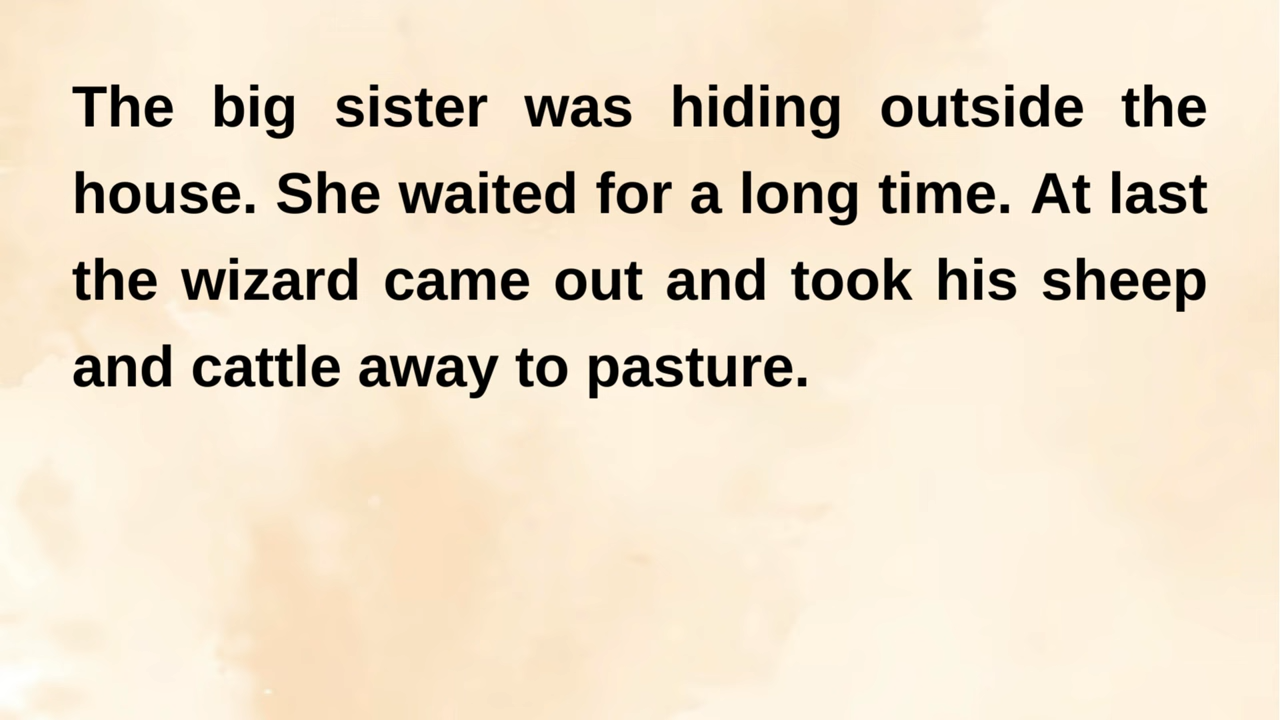 The big sister was hiding outside the
house. She waited for a long time. At last
the wizard came out and took his sheep
and cattle away to pasture.